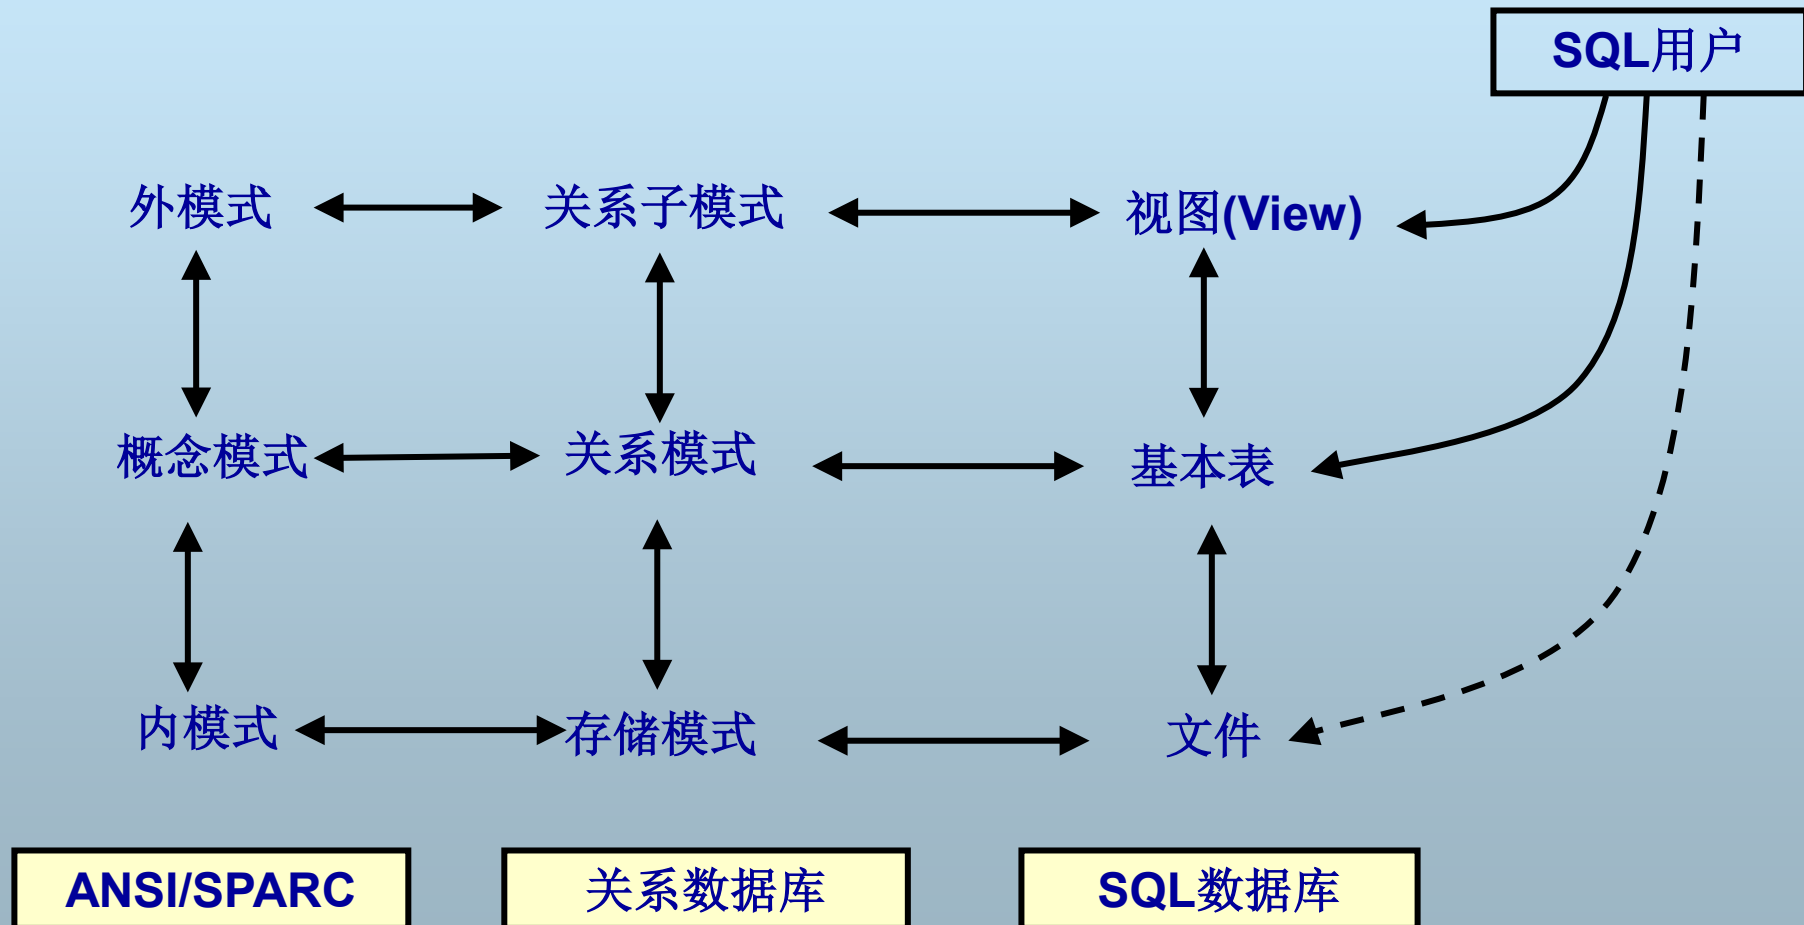 SQL用户
外模式
关系子模式
视图(View)
概念模式
关系模式
基本表
内模式
存储模式
文件
ANSI/SPARC
关系数据库
SQL数据库